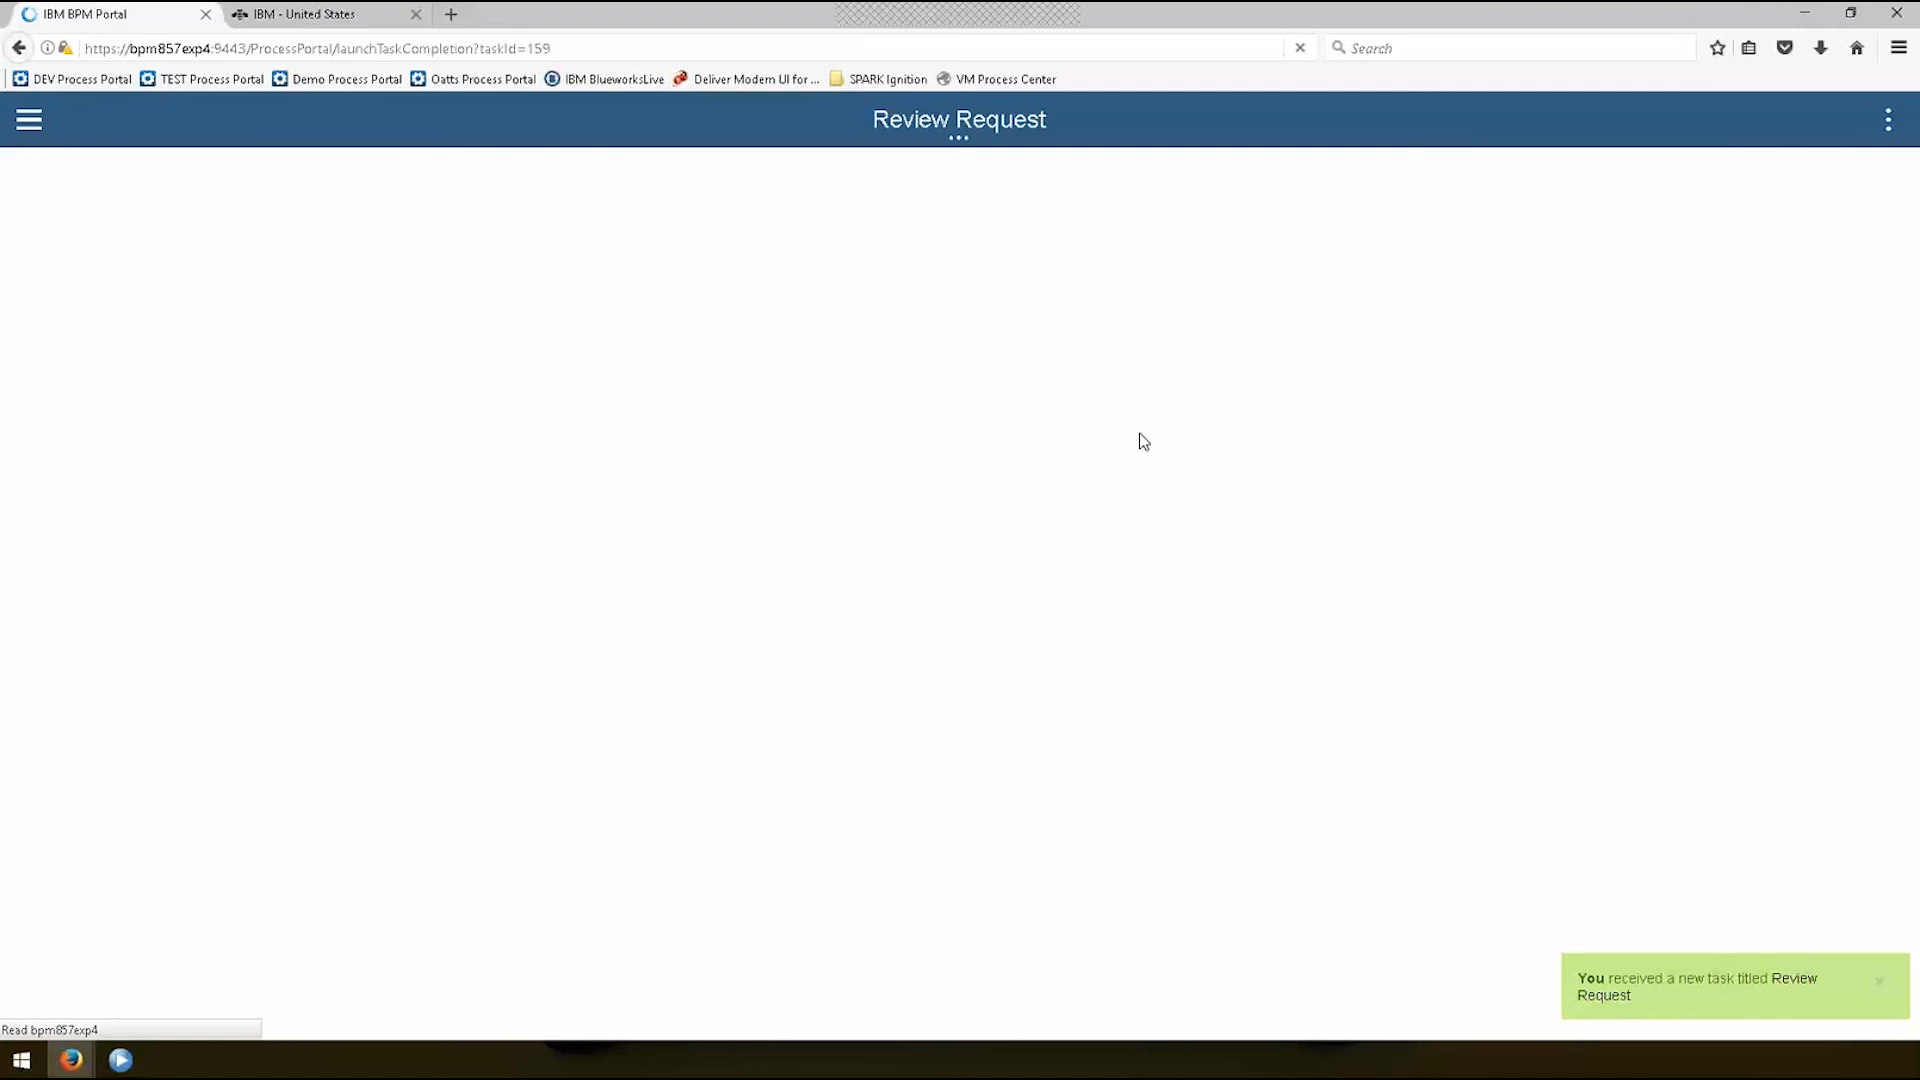 IBM BPM Portal
IBM - United States
https://bpm857exp4:9443/ProcessPortal/launchTaskCompletion?taskId=159
Search
DEV Process Portal
TEST Process Portal
Demo Process Portal
Oatts Process Portal
IBM BlueworksLive
Deliver Modern UI for ...
SPARK Ignition
VM Process Center
Review Request
You received a new task titled Review
Request
Read bpm857exp4